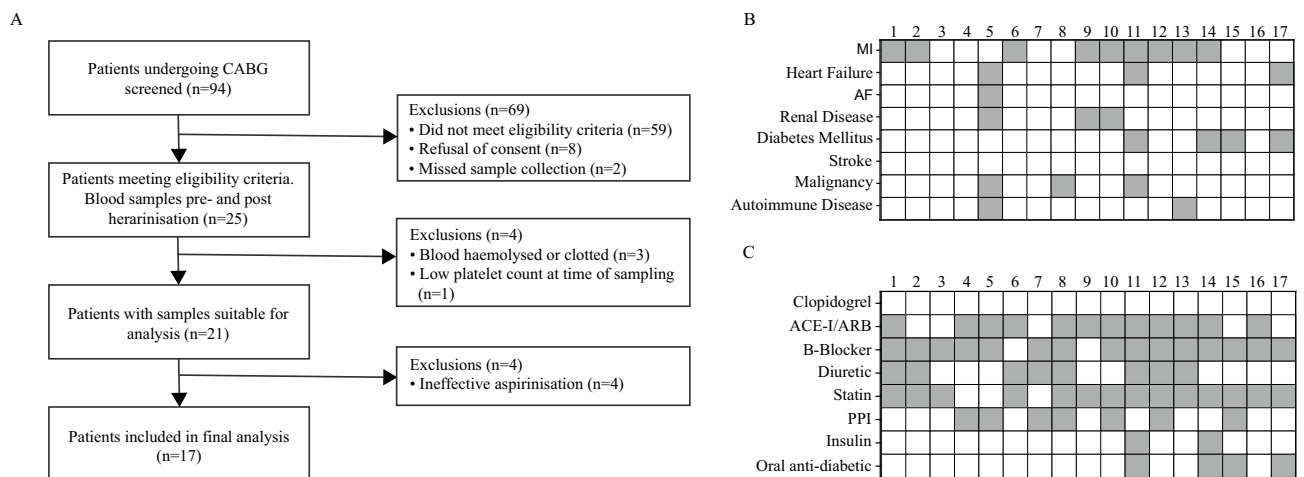 A
Patients undergoing CABG
screened (n=94)
Exclusions (n=69)
• Did not meet eligibility criteria (n=59)
• Refusal of consent (n=8)
• Missed sample collection (n=2)
Patients meeting eligibility criteria.
Blood samples pre- and post
herarinisation (n=25)
Exclusions (n=4)
• Blood haemolysed or clotted (n=3)
• Low platelet count at time of sampling
(n=1)
Patients with samples suitable for
analysis (n=21)
Exclusions (n=4)
• Ineffective aspirinisation (n=4)
Patients included in final analysis
(n=17)
B
1 2 3 4 5 6 7 8 9 10 11 12 13 14 15 16 17
MI
Heart Failure
AF
Renal Disease
Diabetes Mellitus
Stroke
Malignancy
Autoimmune Disease
C
1 2 3 4 5 6 7 8 9 10 11 12 13 14 15 16 17
Clopidogrel
ACE-I/ARB
B-Blocker
Diuretic
Statin
PPI
Insulin
Oral anti-diabetic